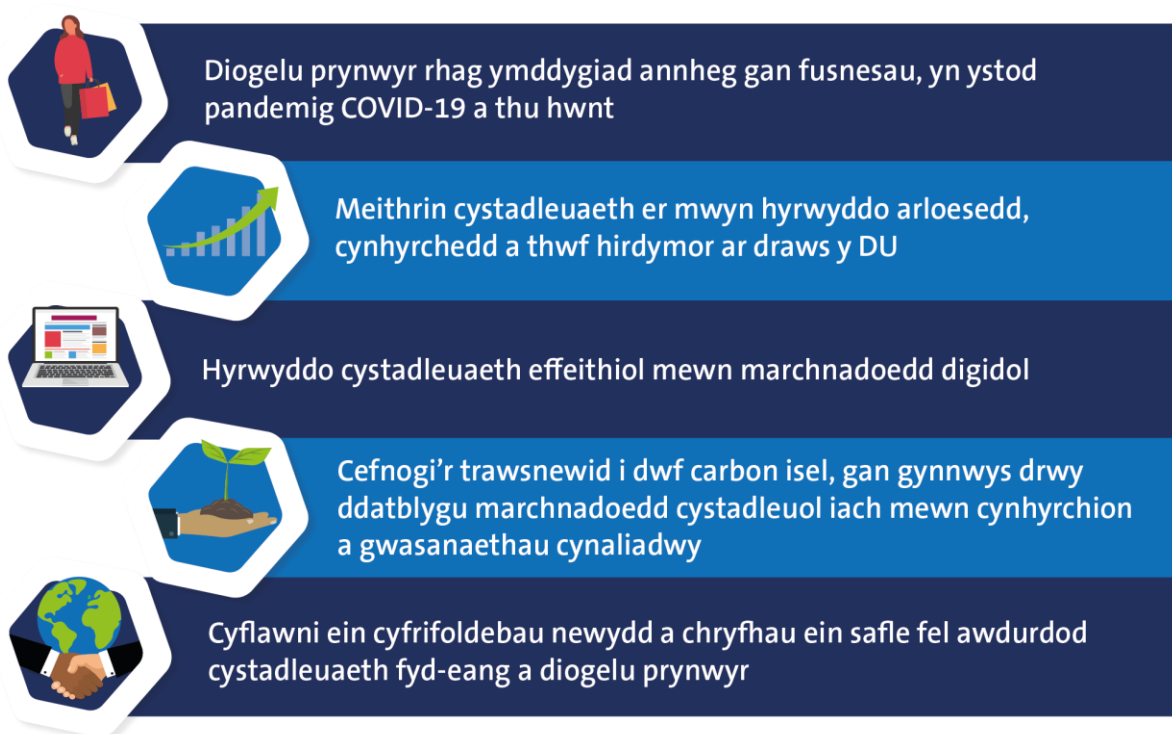 Diogelu prynwyr rhag ymddygiad annheg gan fusnesau, yn ystod
pandemig COVID-19 a thu hwnt
Meithrin cystadleuaeth er mwyn hyrwyddo arloesedd,
cynhyrchedd a thwf hirdymor ar draws y DU
Hyrwyddo cystadleuaeth effeithiol mewn marchnadoedd digidol
Cefnogi’r trawsnewid i dwf carbon isel, gan gynnwys drwy
ddatblygu marchnadoedd cystadleuol iach mewn cynhyrchion
a gwasanaethau cynaliadwy
Cyflawni ein cyfrifoldebau newydd a chryfhau ein safle fel awdurdod
cystadleuaeth fyd-eang a diogelu prynwyr